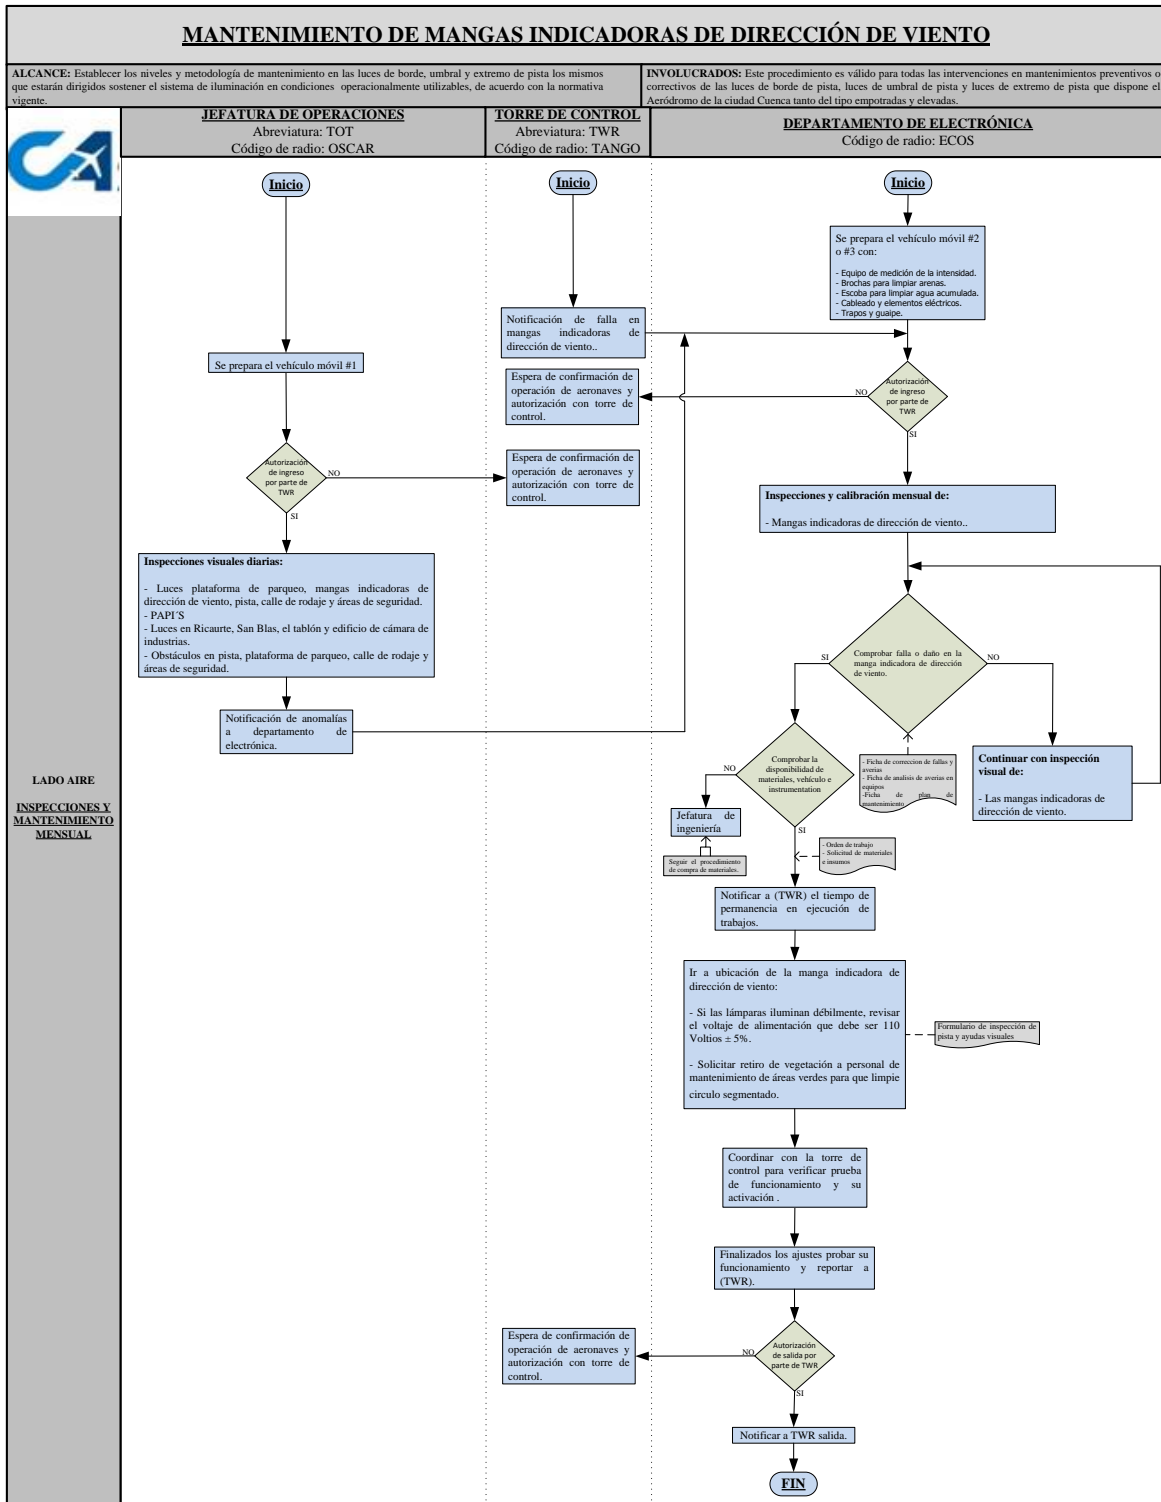 MANTENIMIENTO DE MANGAS INDICADORAS DE DIRECCIÓN DE VIENTO
ALCANCE: Establecer los niveles y metodología de mantenimiento en las luces de borde, umbral y extremo de pista los mismos
que estarán dirigidos sostener el sistema de iluminación en condiciones operacionalmente utilizables, de acuerdo con la normativa
vigente.
INVOLUCRADOS: Este procedimiento es válido para todas las intervenciones en mantenimientos preventivos o
correctivos de las luces de borde de pista, luces de umbral de pista y luces de extremo de pista que dispone el
Aeródromo de la ciudad Cuenca tanto del tipo empotradas y elevadas.
CA
JEFATURA DE OPERACIONES
Abreviatura: TOT
Código de radio: OSCAR
TORRE DE CONTROL
Abreviatura: TWR
Código de radio: TANGO
DEPARTAMENTO DE ELECTRÓNICA
Código de radio: ECOS
LADO AIRE
INSPECCIONES Y
MANTENIMIENTO
MENSUAL
Inicio
Se prepara el vehículo móvil #1
Autorización
de ingreso
por parte de
TWR
NO
SI
Inspecciones visuales diarias:
- Luces plataforma de parqueo, mangas indicadoras de
dirección de viento, pista, calle de rodaje y áreas de seguridad.
- PAPI´S
- Luces en Ricaurte, San Blas, el tablón y edificio de cámara de
industrias.
- Obstáculos en pista, plataforma de parqueo, calle de rodaje y
áreas de seguridad.
Notificación de anomalías
a departamento de
electrónica.
Inicio
Notificación de falla en
mangas indicadoras de
dirección de viento..
Espera de confirmación de
operación de aeronaves y
autorización con torre de
control.
Espera de confirmación de
operación de aeronaves y
autorización con torre de
control.
Inicio
Se prepara el vehículo móvil #2
o #3 con:
- Equipo de medición de la intensidad.
- Brochas para limpiar arenas.
- Escoba para limpiar agua acumulada.
- Cableado y elementos eléctricos.
- Trapos y guaipe.
Autorización
de ingreso
por parte de
TWR
NO
SI
Inspecciones y calibración mensual de:
- Mangas indicadoras de dirección de viento..
Comprobar falla o daño en la
manga indicadora de dirección
de viento.
SI
NO
- Ficha de correccion de fallas y
averias
- Ficha de analisis de averias en
equipos
-Ficha de plan de
mantenimiento
Continuar con inspección
visual de:
- Las mangas indicadoras de
dirección de viento.
Comprobar la
disponibilidad de
materiales, vehículo e
instrumentation
NO
SI
Jefatura de
ingeniería
Seguir el procedimiento
de compra de materiales.
- Orden de trabajo
- Solicitud de materiales
e insumos
Notificar a (TWR) el tiempo de
permanencia en ejecución de
trabajos.
Ir a ubicación de la manga indicadora de
dirección de viento:
- Si las lámparas iluminan débilmente, revisar
el voltaje de alimentación que debe ser 110
Voltios ± 5%.
- Solicitar retiro de vegetación a personal de
mantenimiento de áreas verdes para que limpie
circulo segmentado.
Formulario de inspección de
pista y ayudas visuales
Coordinar con la torre de
control para verificar prueba
de funcionamiento y su
activación .
Finalizados los ajustes probar su
funcionamiento y reportar a
(TWR).
Autorización
de salida por
parte de TWR
NO
SI
Espera de confirmación de
operación de aeronaves y
autorización con torre de
control.
Notificar a TWR salida.
FIN